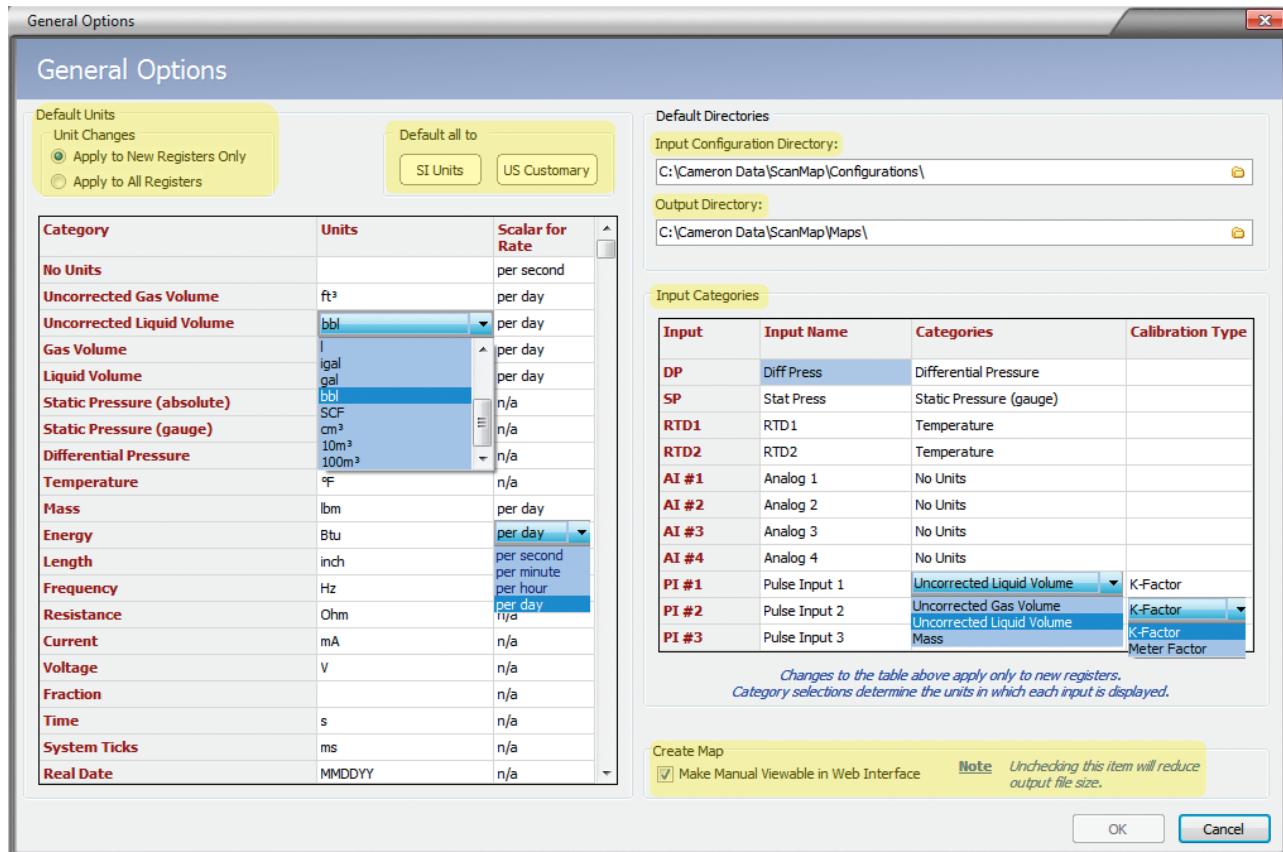 General Options
General Options
Default Units
Unit Changes
Apply to New Registers Only
Apply to All Registers
Default all to
SI Units
US Customary
Category Units Scalar for Rate
No Units per second
Uncorrected Gas Volume ft³ per day
Uncorrected Liquid Volume bbl per day
Gas Volume per day
Liquid Volume per day
Static Pressure (absolute) n/a
Static Pressure (gauge) n/a
Differential Pressure n/a
Temperature °F n/a
Mass lbm per day
Energy Btu per day
Length inch
Frequency Hz
Resistance Ohm n/a
Current mA n/a
Voltage V n/a
Fraction n/a
Time s n/a
System Ticks ms n/a
Real Date MMDDYY n/a
l
igal
gal
bbl
SCF
cm³
10m³
100m³
per second
per minute
per hour
per day
Default Directories
Input Configuration Directory:
C:\Cameron Data\ScanMap\Configurations\
Output Directory:
C:\Cameron Data\ScanMap\Maps\
Input Categories
Input Input Name Categories Calibration Type
DP Diff Press Differential Pressure
SP Stat Press Static Pressure (gauge)
RTD1 RTD1 Temperature
RTD2 RTD2 Temperature
AI #1 Analog 1 No Units
AI #2 Analog 2 No Units
AI #3 Analog 3 No Units
AI #4 Analog 4 No Units
PI #1 Pulse Input 1 Uncorrected Liquid Volume K-Factor
PI #2 Pulse Input 2 K-Factor
PI #3 Pulse Input 3
Uncorrected Gas Volume
Uncorrected Liquid Volume
Mass
K-Factor
Meter Factor
Changes to the table above apply only to new registers.
Category selections determine the units in which each input is displayed.
Create Map
Make Manual Viewable in Web Interface
Note Unchecking this item will reduce
output file size.
OK
Cancel